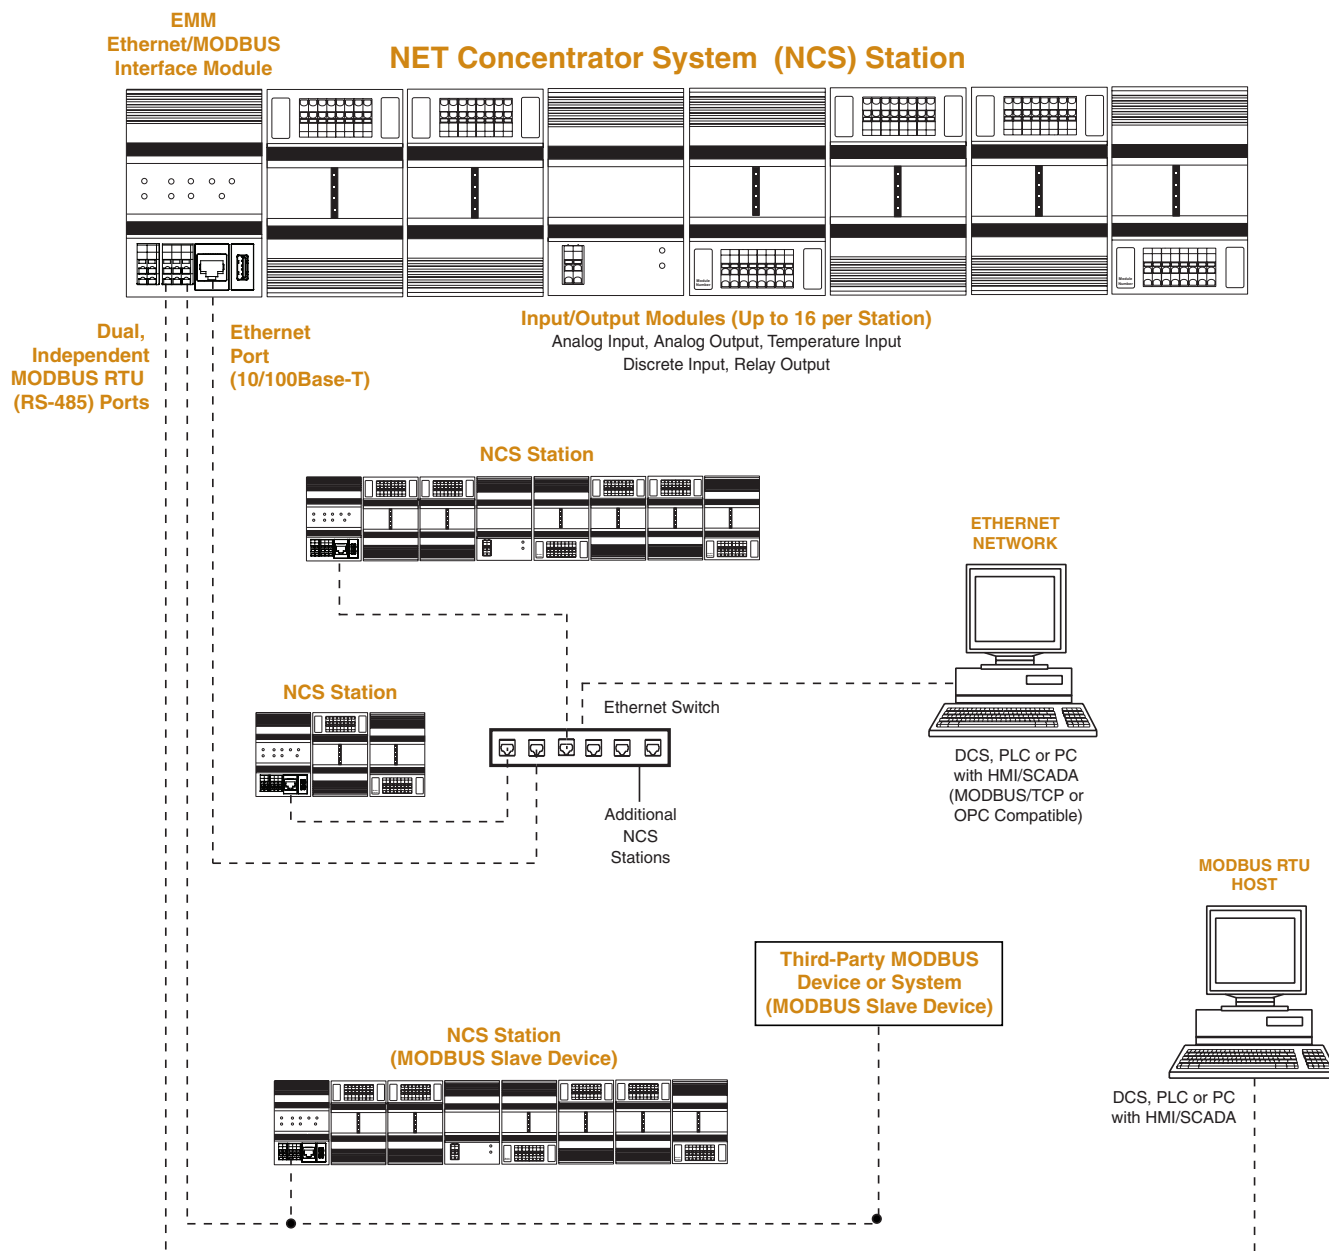 EMM
Ethernet/MODBUS
Interface Module
NET Concentrator System (NCS) Station
Module
Number
Module
Number
Dual,
Independent
MODBUS RTU
(RS-485) Ports
Ethernet
Port
(10/100Base-T)
Input/Output Modules (Up to 16 per Station)
Analog Input, Analog Output, Temperature Input
Discrete Input, Relay Output
NCS Station
ETHERNET
NETWORK
NCS Station
Ethernet Switch
DCS, PLC or PC
with HMI/SCADA
(MODBUS/TCP or
OPC Compatible)
Additional
NCS
Stations
MODBUS RTU
HOST
Third-Party MODBUS
Device or System
(MODBUS Slave Device)
NCS Station
(MODBUS Slave Device)
DCS, PLC or PC
with HMI/SCADA